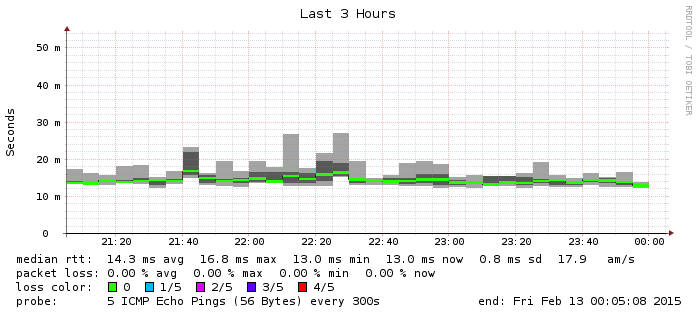 Last 3 Hours
RRDTOOL / TOBI OETIKER
Seconds
50 m
40 m
30 m
20 m
10 m
0
21:20 21:40 22:00 22:20 22:40 23:00 23:20 23:40 00:00
median rtt: 14.3 ms avg 16.8 ms max 13.0 ms min 13.0 ms now 0.8 ms sd 17.9 am/s
packet loss: 0.00 % avg 0.00 % max 0.00 % min 0.00 % now
loss color: 0 1/5 2/5 3/5 4/5
probe: 5 ICMP Echo Pings (56 Bytes) every 300s end: Fri Feb 13 00:05:08 2015